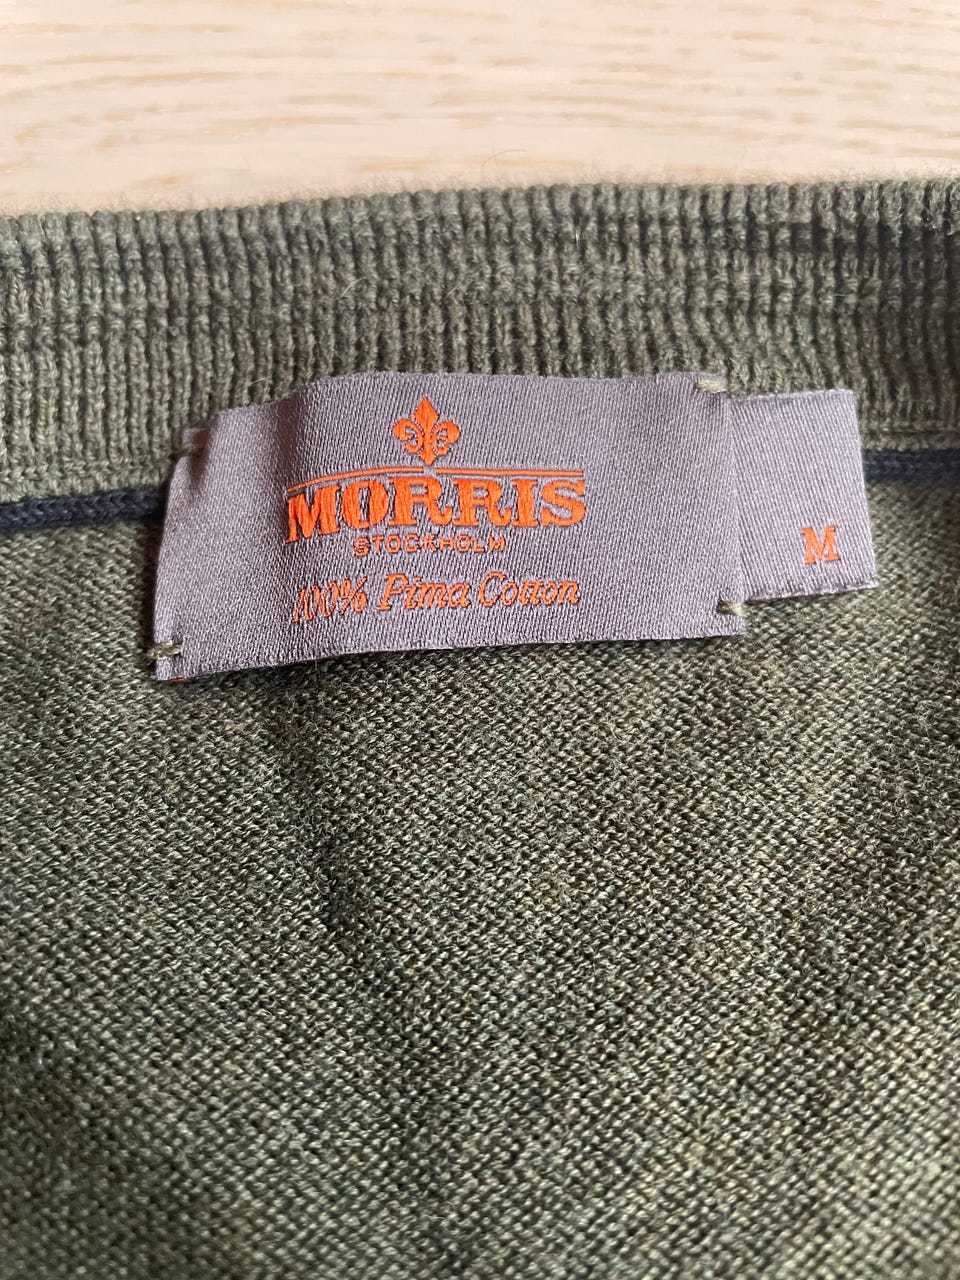 MORRIS
STOCKHOLM
100% Pima Cotton
M